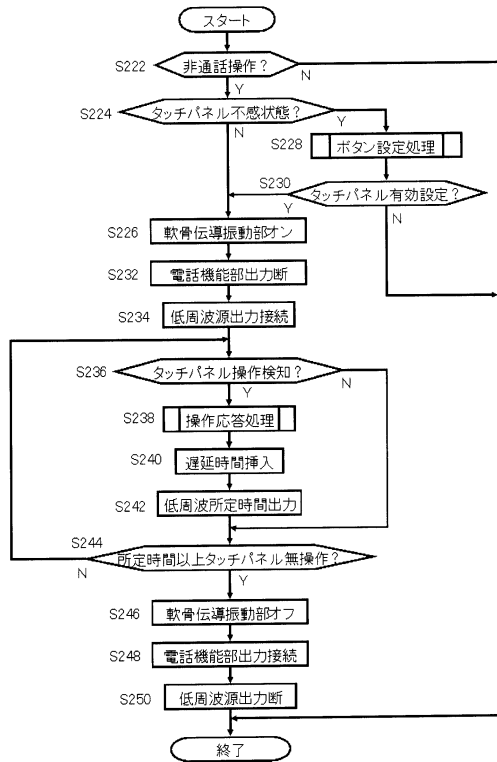 スタート
S222
非通話操作?
N
Y
S224
タッチパネル不感状態?
Y
N
S228
ボタン設定処理
S230
タッチパネル有効設定?
Y
N
S226
軟骨伝導振動部オン
S232
電話機能部出力断
S234
低周波源出力接続
S236
タッチパネル操作検知?
N
Y
S238
操作応答処理
S240
遅延時間挿入
S242
低周波所定時間出力
S244
所定時間以上タッチパネル無操作?
N
Y
S246
軟骨伝導振動部オフ
S248
電話機能部出力接続
S250
低周波源出力断
終了